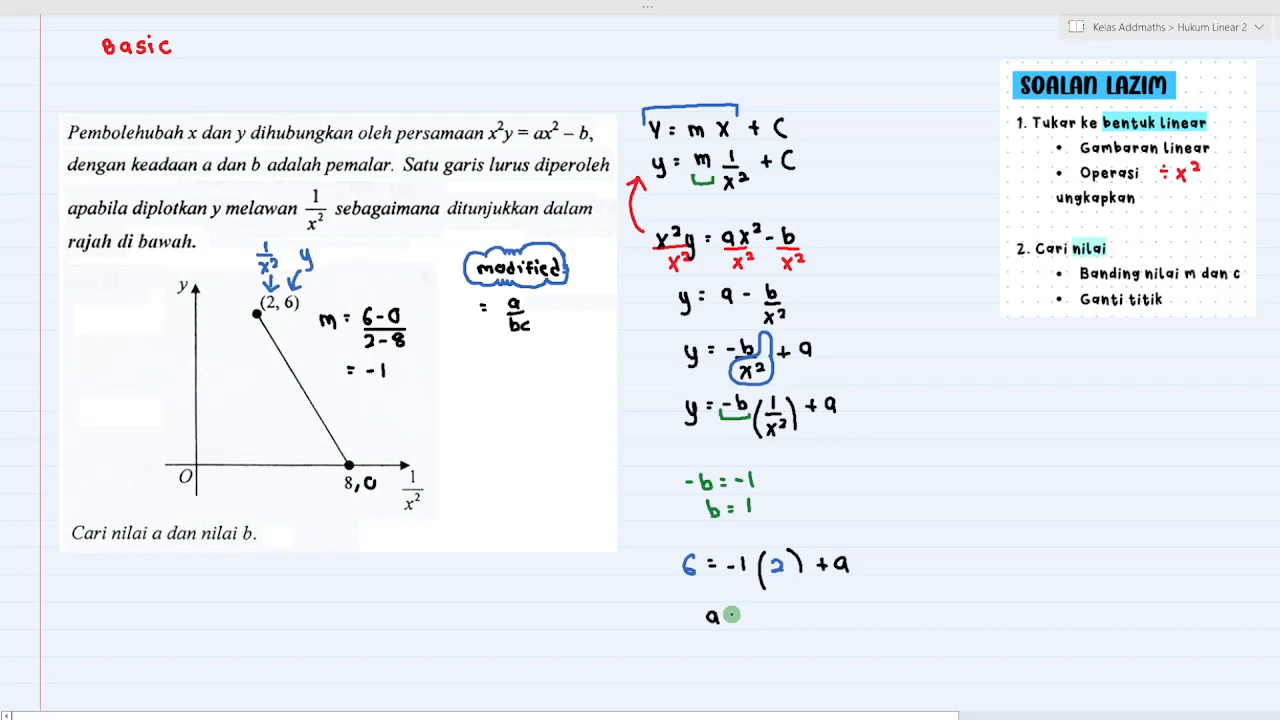 ...
Kelas Addmaths > Hukum Linear 2
Basic
Pembolehubah x dan y dihubungkan oleh persamaan x²y = ax² – b,
dengan keadaan a dan b adalah pemalar. Satu garis lurus diperoleh
apabila diplotkan y melawan 1/x² sebagaimana ditunjukkan dalam
rajah di bawah.
1/x² y
y
(2, 6)
m = 6-0/2-8
= -1
O
8,0
1/x²
Cari nilai a dan nilai b.
modified
= a/bc
Y = m X + C
y = m 1/x² + C
x²y/x² = ax²/x² - b/x²
y = a - b/x²
y = -b/x² + a
y = -b(1/x²) + a
-b = -1
b = 1
6 = -1(2) + a
a
SOALAN LAZIM
1. Tukar ke bentuk linear
• Gambaran linear
• Operasi ÷ x²
ungkapkan
2. Cari nilai
• Banding nilai m dan c
• Ganti titik